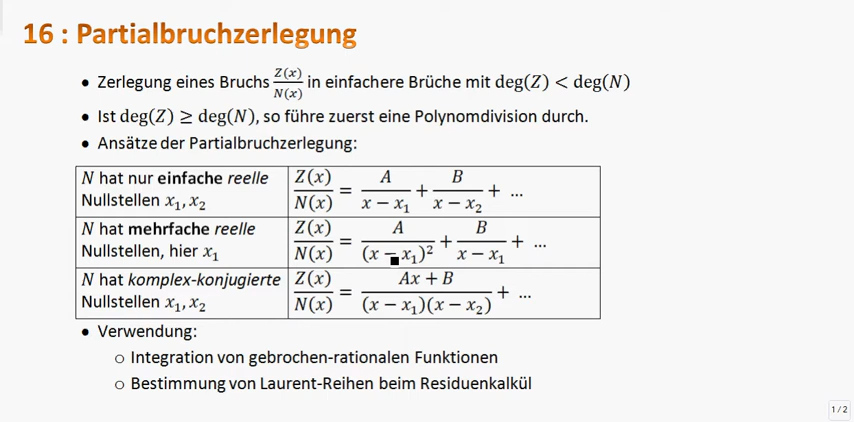 16 : Partialbruchzerlegung
• Zerlegung eines Bruchs Z(x)/N(x) in einfachere Brüche mit deg(Z) < deg(N)
• Ist deg(Z) ≥ deg(N), so führe zuerst eine Polynomdivision durch.
• Ansätze der Partialbruchzerlegung:
N hat nur einfache reelle
Nullstellen x₁, x₂
Z(x)/N(x) = A/(x − x₁) + B/(x − x₂) + ...
N hat mehrfache reelle
Nullstellen, hier x₁
Z(x)/N(x) = A/(x − x₁)² + B/(x − x₁) + ...
N hat komplex-konjugierte
Nullstellen x₁, x₂
Z(x)/N(x) = (Ax + B)/((x − x₁)(x − x₂)) + ...
• Verwendung:
○ Integration von gebrochen-rationalen Funktionen
○ Bestimmung von Laurent-Reihen beim Residuenkalkül
1 / 2